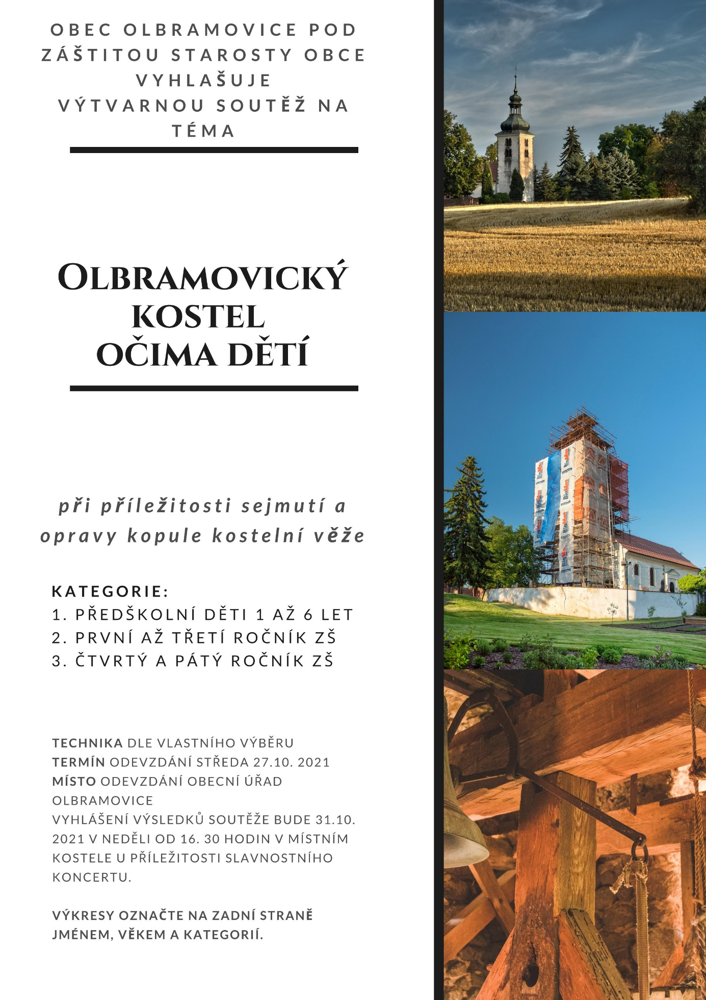 OBEC OLBRAMOVICE POD
ZÁŠTITOU STAROSTY OBCE
VYHLAŠUJE
VÝTVARNOU SOUTĚŽ NA
TÉMA
OLBRAMOVICKÝ
KOSTEL
OČIMA DĚTÍ
při příležitosti sejmutí a
opravy kopule kostelní věže
KATEGORIE:
1. PŘEDŠKOLNÍ DĚTI 1 AŽ 6 LET
2. PRVNÍ AŽ TŘETÍ ROČNÍK ZŠ
3. ČTVRTÝ A PÁTÝ ROČNÍK ZŠ
TECHNIKA DLE VLASTNÍHO VÝBĚRU
TERMÍN ODEVZDÁNÍ STŘEDA 27.10. 2021
MÍSTO ODEVZDÁNÍ OBECNÍ ÚŘAD
OLBRAMOVICE
VYHLÁŠENÍ VÝSLEDKŮ SOUTĚŽE BUDE 31.10.
2021 V NEDĚLI OD 16. 30 HODIN V MÍSTNÍM
KOSTELE U PŘÍLEŽITOSTI SLAVNOSTNÍHO
KONCERTU.
VÝKRESY OZNAČTE NA ZADNÍ STRANĚ
JMÉNEM, VĚKEM A KATEGORIÍ.